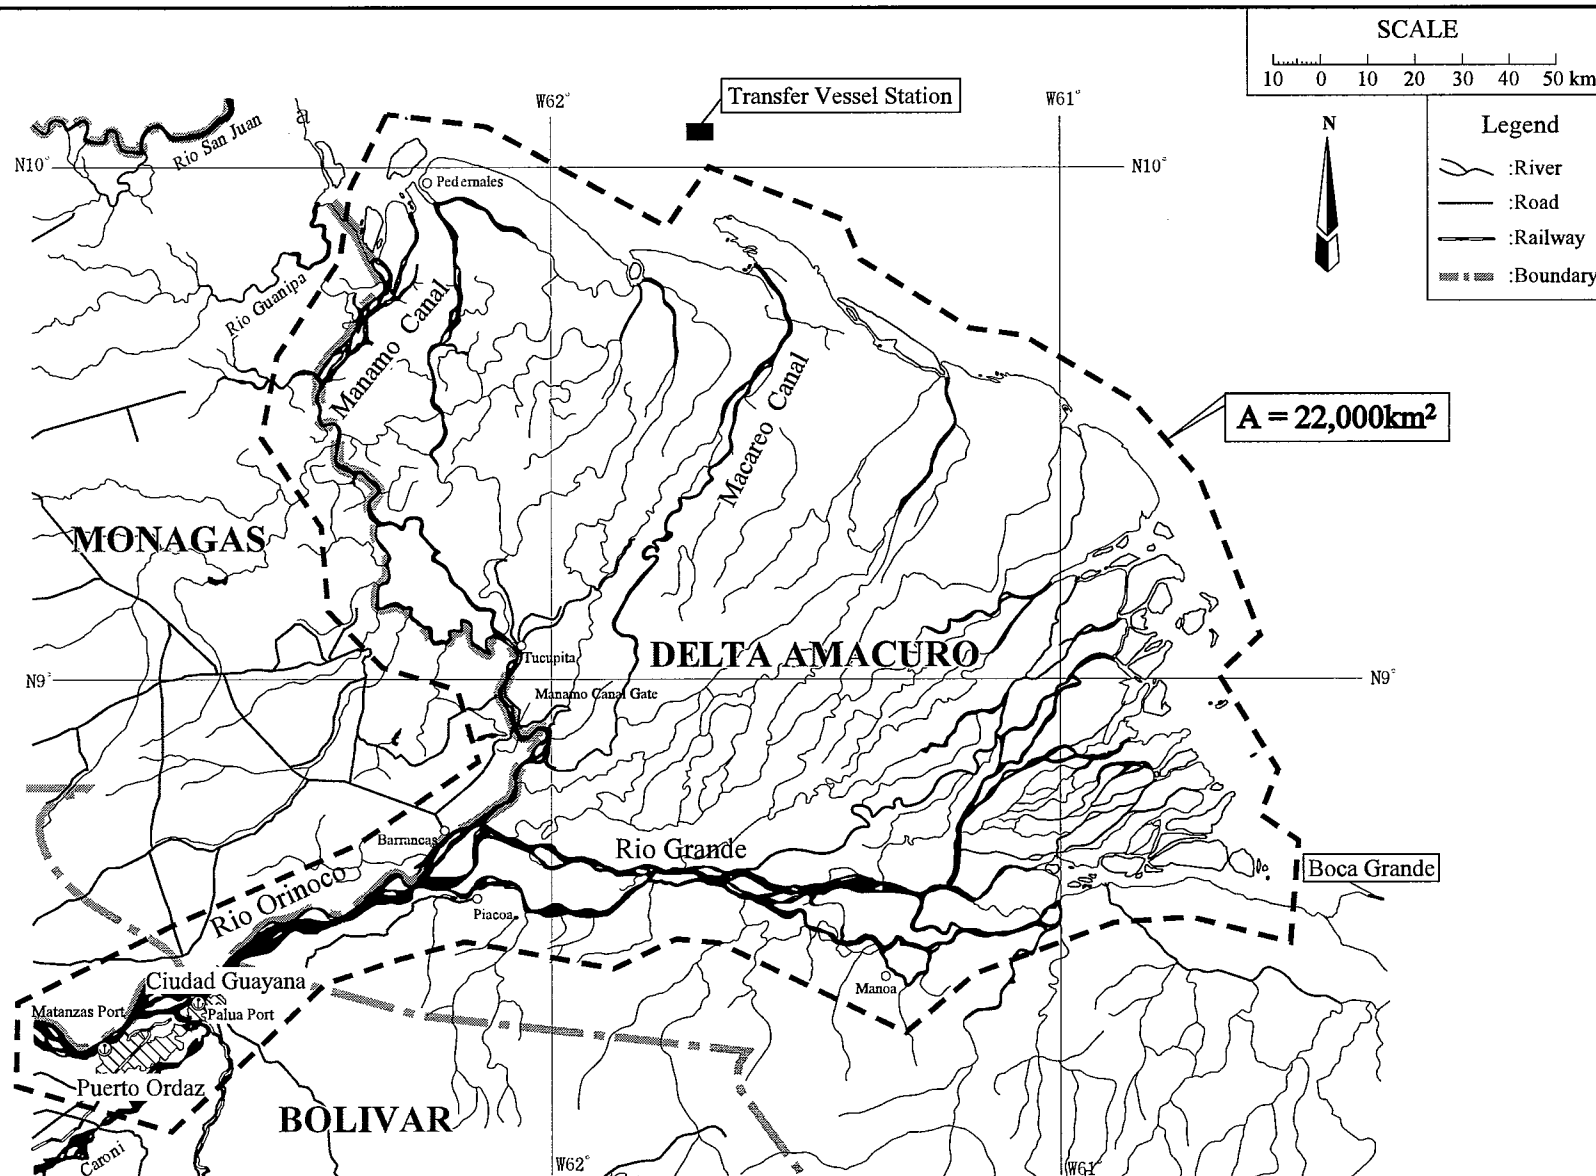 SCALE
10 0 10 20 30 40 50 km
Legend
:River
:Road
:Railway
:Boundary
N
Transfer Vessel Station
W62°
W61°
Rio San Juan
N10°
N10°
Pedernales
Rio Guanipa
Manamo Canal
Macareo Canal
A = 22,000km²
MONAGAS
DELTA AMACURO
Tucupita
N9°
N9°
Manamo Canal Gate
Barrancas
Rio Grande
Boca Grande
Rio Orinoco
Piacoa
Manoa
Ciudad Guayana
Matanzas Port
Palua Port
Puerto Ordaz
BOLIVAR
Caroni
W62°
W61°